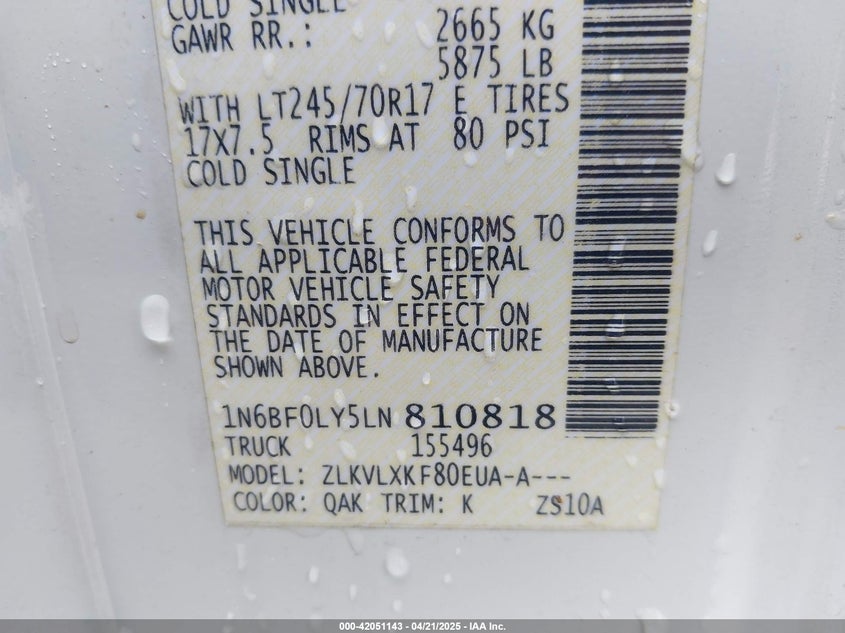 COLD SINGLE
GAWR RR.: 2665 KG
5875 LB
WITH LT245/70R17 E TIRES
17X7.5 RIMS AT 80 PSI
COLD SINGLE
THIS VEHICLE CONFORMS TO
ALL APPLICABLE FEDERAL
MOTOR VEHICLE SAFETY
STANDARDS IN EFFECT ON
THE DATE OF MANUFACTURE
SHOWN ABOVE.
1N6BF0LY5LN 810818
TRUCK 155496
MODEL: ZLKVLXKF80EUA-A---
COLOR: QAK TRIM: K ZS10A
000-42051143 - 04/21/2025 - IAA Inc.